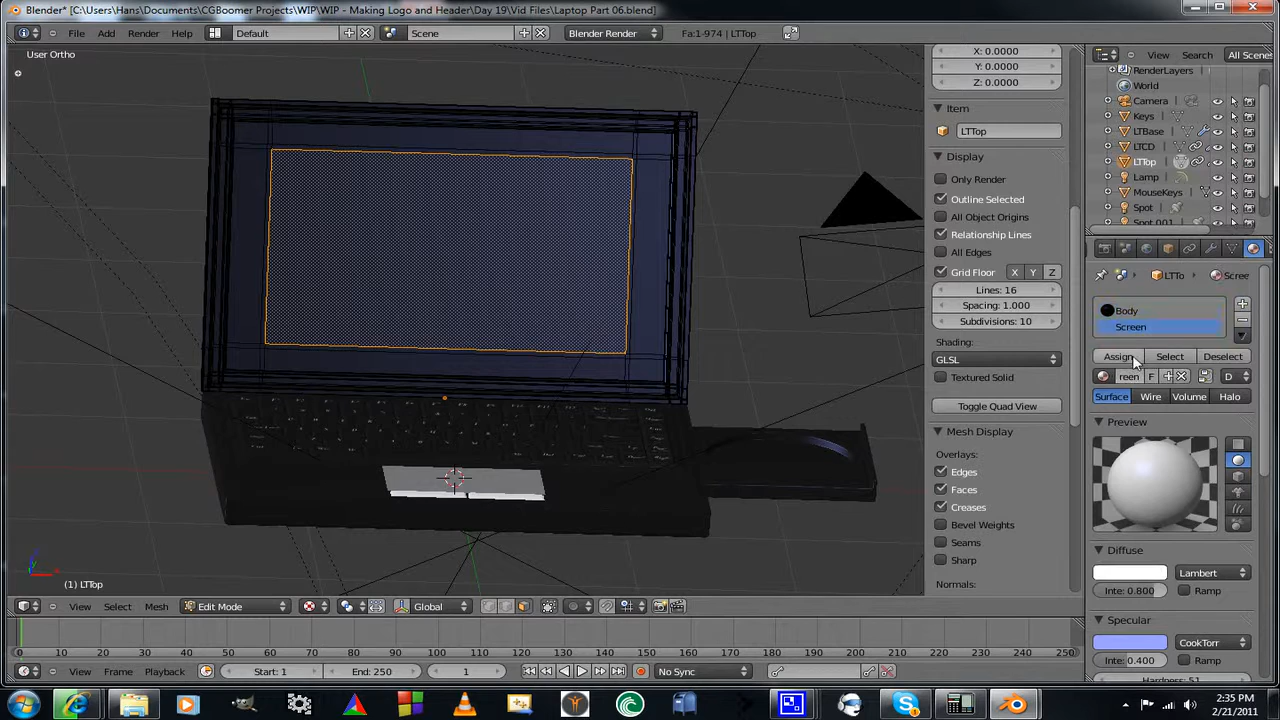 Blender* [C:\Users\Hans\Documents\CGBoomer Projects\WIP\WIP - Making Logo and Header\Day 19\Vid Files\Laptop Part 06.blend]
File Add Render Help Default Scene Blender Render Fa:1-974 | LTTop
View Search All Scenes
User Ortho
X: 0.0000
Y: 0.0000
Z: 0.0000
Item
LTTop
Display
Only Render
Outline Selected
All Object Origins
Relationship Lines
All Edges
Grid Floor X Y Z
Lines: 16
Spacing: 1.000
Subdivisions: 10
Shading:
GLSL
Textured Solid
Toggle Quad View
Mesh Display
Overlays:
Edges
Faces
Creases
Bevel Weights
Seams
Sharp
Normals:
RenderLayers
World
Camera
Keys
LTBase
LTCD
LTTop
Lamp
MouseKeys
Spot
Spot.001
LTTo Scree
Body
Screen
Assign Select Deselect
reen F D
Surface Wire Volume Halo
Preview
Diffuse
Lambert
Inte: 0.800 Ramp
Specular
CookTorr
Inte: 0.400 Ramp
Hardness: 51
(1) LTTop
View Select Mesh Edit Mode Global
0 10 20 30 40 50 60 70 80 90 100 110 120 130 140 150 160 170 180 190 200 210 220 230 240 250
View Frame Playback Start: 1 End: 250 1 No Sync
2:35 PM
2/21/2011